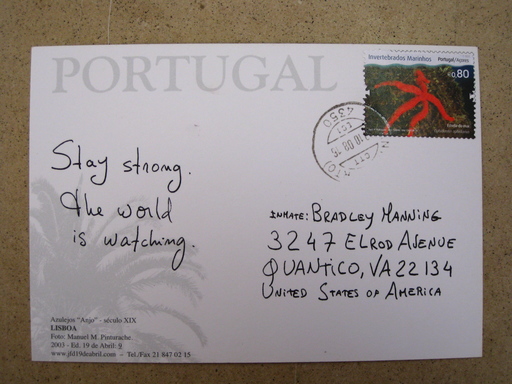 PORTUGAL
Invertebrados Marinhos Portugal/Açores
0,80
4350
Stay strong.
The world
is watching.
INMATE: BRADLEY MANNING
3247 ELROD AVENUE
QUANTICO, VA 22134
UNITED STATES OF AMERICA
Azulejos "Anjo" - século XIX
LISBOA
Foto: Manuel M. Pinturache
2003 - Ed. 19 de Abril: 9
www.jfd19deabril.com – Tel./Fax 21 847 02 15